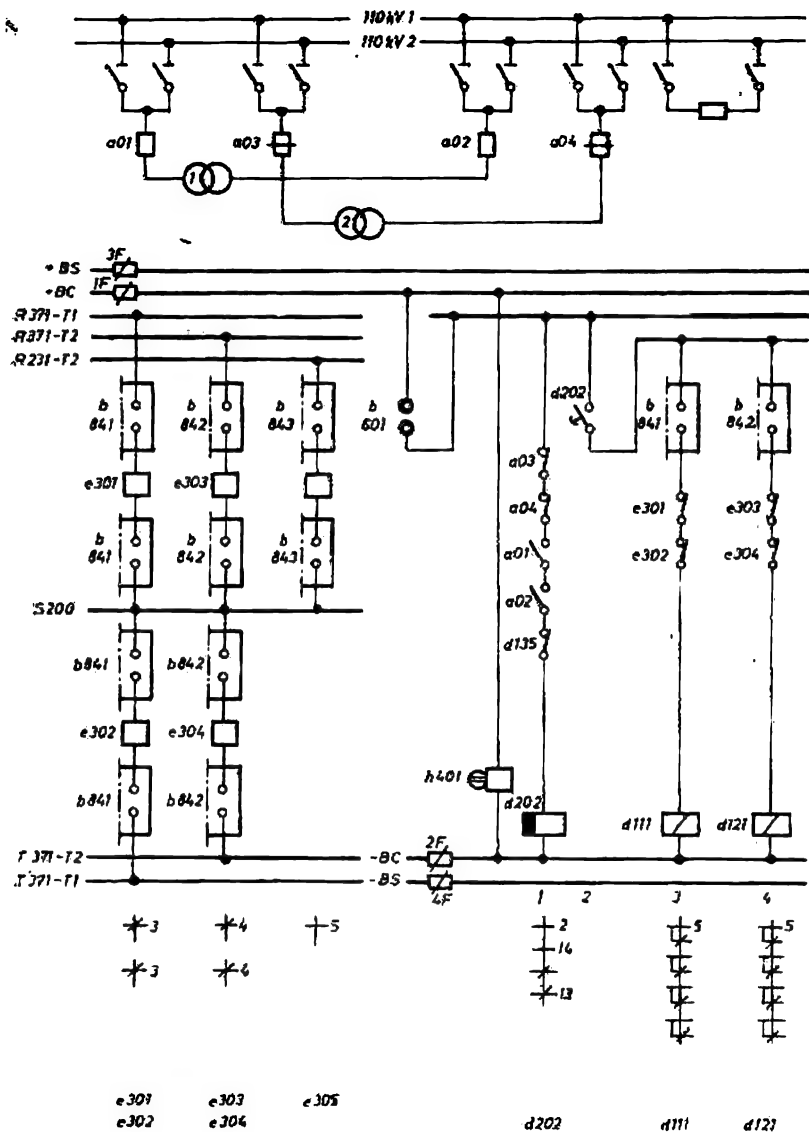 110 kV.1
110 kV 2
a01
a03
a02
a04
1
2
+BS
3F
+BC
1F
R371-T1
R371-T2
R231-T2
b 841
b 842
b 843
b 601
d202
b 841
b 842
e301
e303
a03
a04
e301
e303
b 841
b 842
b 843
a01
e302
e304
S200
a02
d135
b841
b842
e302
e304
h401
b841
b842
d202
d111
d121
T371-T2
-BC
2F
T371-T1
-BS
4F
1 2 3 4
3 4 5 2 5 5
14
3 4 13
e301 e303 e305
e302 e304 d202 d111 d121